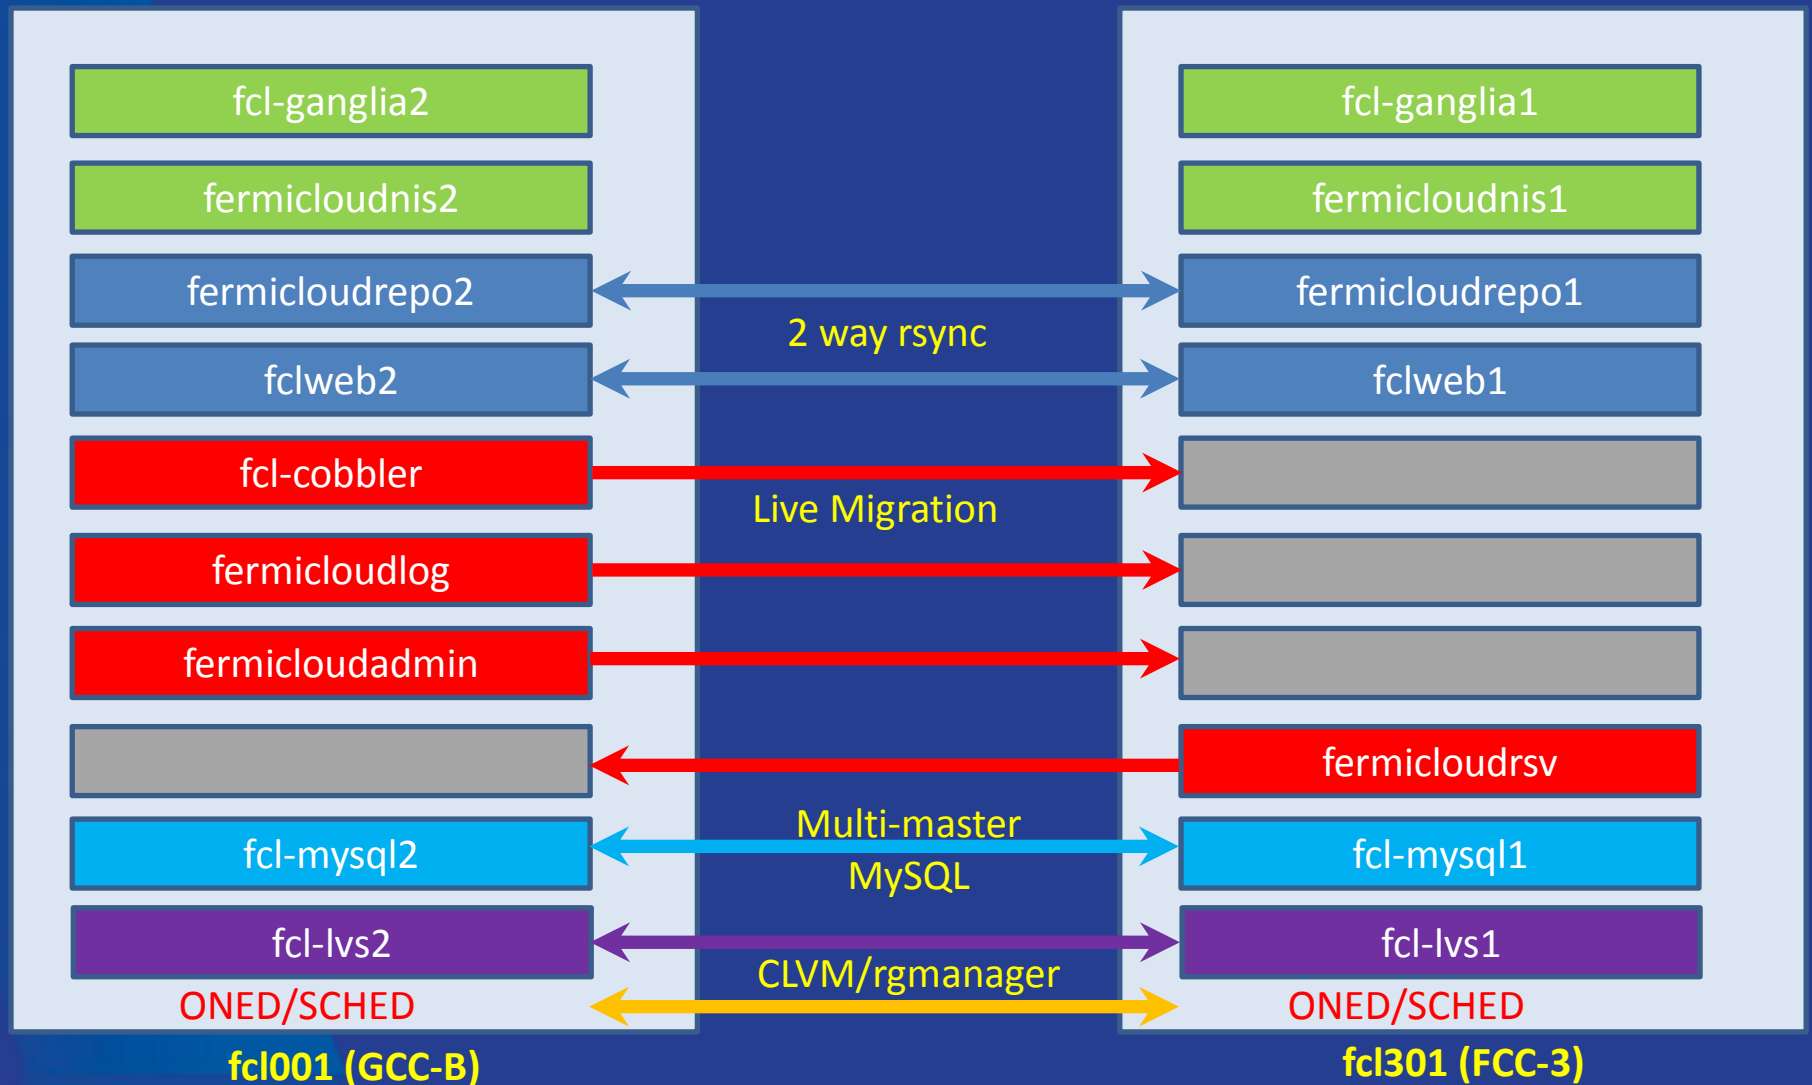 fcl-ganglia2
fcl-ganglia1
fermicloudnis2
fermicloudnis1
fermicloudrepo2
fermicloudrepo1
2 way rsync
fclweb2
fclweb1
fcl-cobbler
Live Migration
fermicloudlog
fermicloudadmin
fermicloudrsv
Multi-master
MySQL
fcl-mysql2
fcl-mysql1
fcl-lvs2
fcl-lvs1
CLVM/rgmanager
ONED/SCHED
ONED/SCHED
fcl001 (GCC-B)
fcl301 (FCC-3)